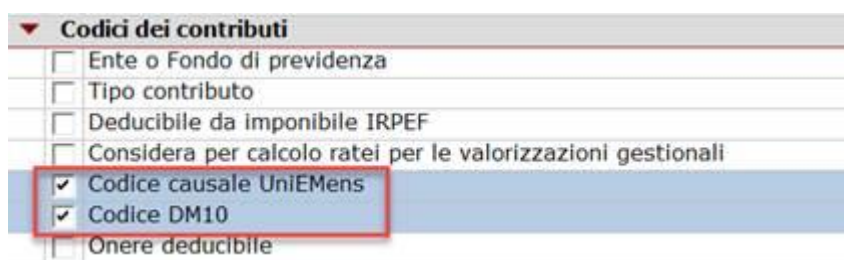 Codici dei contributi
Ente o Fondo di previdenza
Tipo contributo
Deducibile da imponibile IRPEF
Considera per calcolo ratei per le valorizzazioni gestionali
Codice causale UniEMens
Codice DM10
Onere deducibile